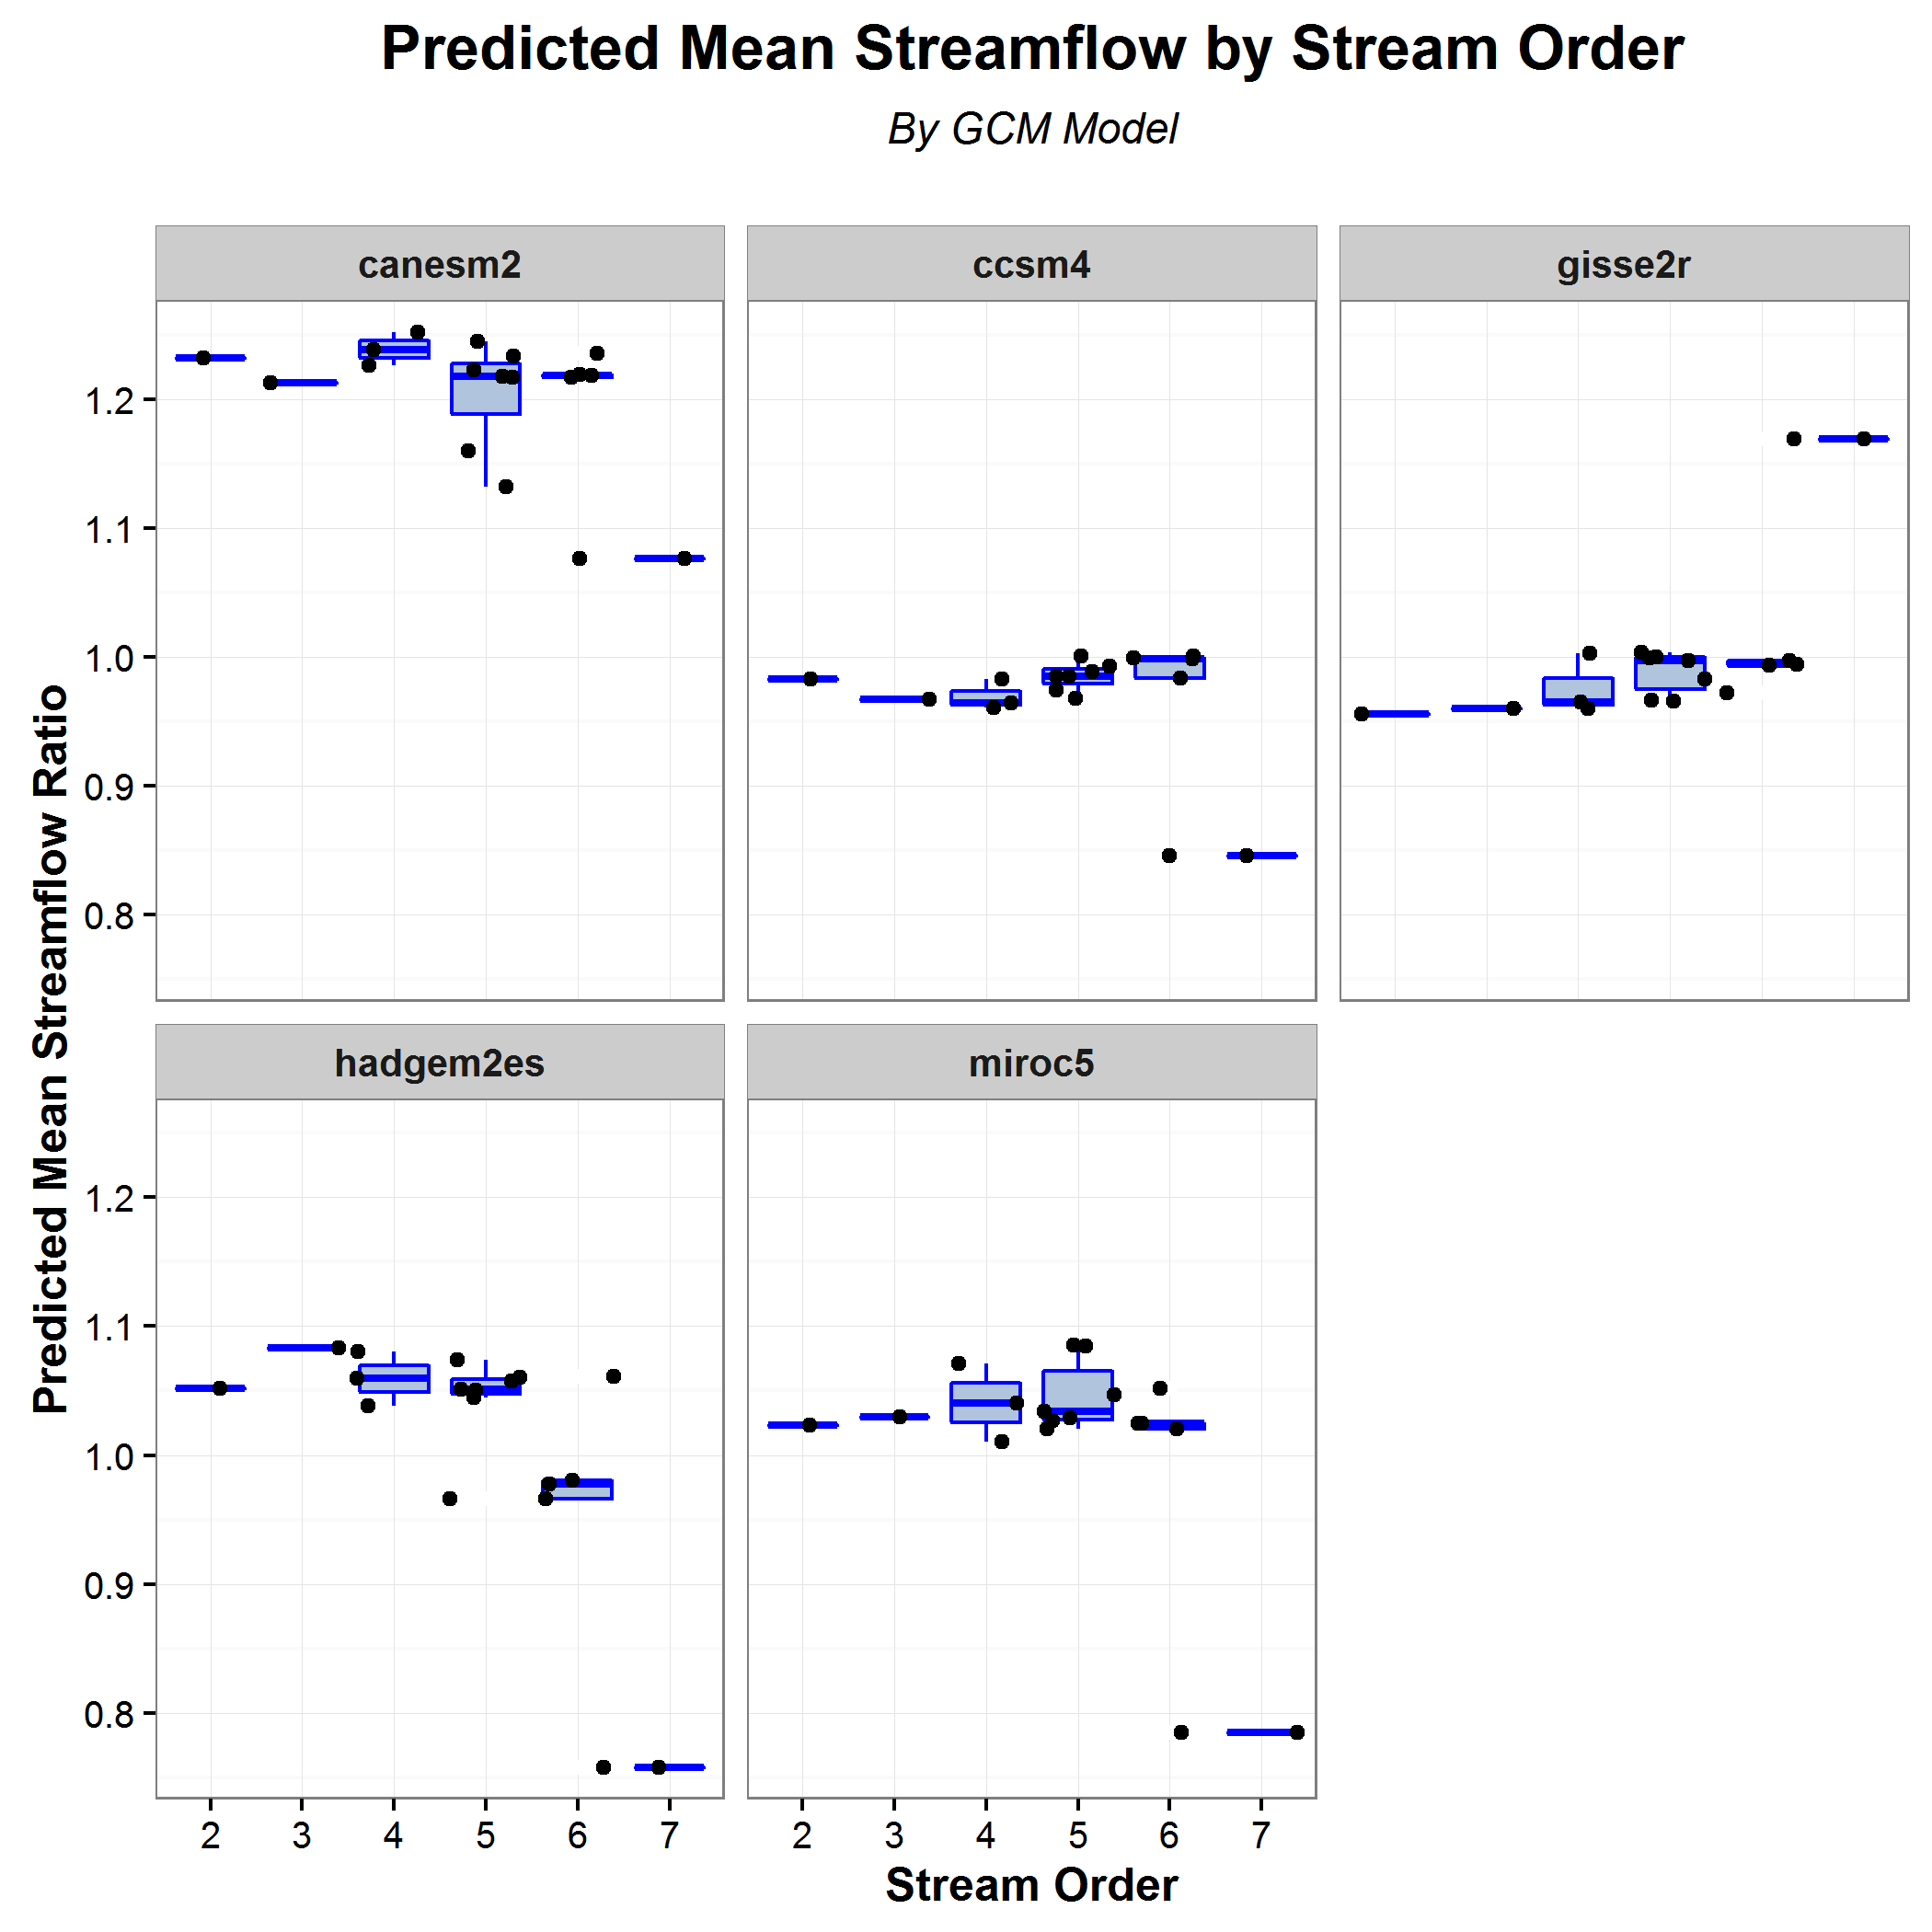 Predicted Mean Streamflow by Stream Order
By GCM Model
canesm2
ccsm4
gisse2r
1.2
1.1
1.0
0.9
0.8
hadgem2es
miroc5
1.2
1.1
1.0
0.9
0.8
2 3 4 5 6 7
2 3 4 5 6 7
Stream Order
Predicted Mean Streamflow Ratio